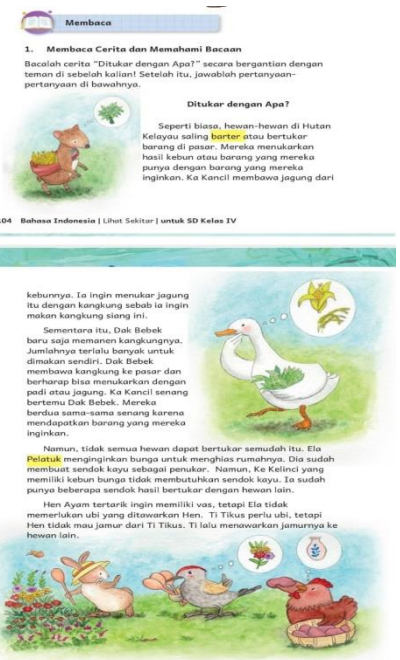 Membaca
1. Membaca Cerita dan Memahami Bacaan
Bacalah cerita "Ditukar dengan Apa?" secara bergantian dengan
teman di sebelah kalian! Setelah itu, jawablah pertanyaan-
pertanyaan di bawahnya.
Ditukar dengan Apa?
Seperti biasa, hewan-hewan di Hutan
Kelayau saling barter atau bertukar
barang di pasar. Mereka menukarkan
hasil kebun atau barang yang mereka
punya dengan barang yang mereka
inginkan. Ka Kancil membawa jagung dari
04 Bahasa Indonesia | Lihat Sekitar | untuk SD Kelas IV
kebunnya. Ia ingin menukar jagung
itu dengan kangkung sebab ia ingin
makan kangkung siang ini.
Sementara itu, Dak Bebek
baru saja memanen kangkungnya.
Jumlahnya terlalu banyak untuk
dimakan sendiri. Dak Bebek
membawa kangkung ke pasar dan
berharap bisa menukarkan dengan
padi atau jagung. Ka Kancil senang
bertemu Dak Bebek. Mereka
berdua sama-sama senang karena
mendapatkan barang yang mereka
inginkan.
Namun, tidak semua hewan dapat bertukar semudah itu. Ela
Pelatuk menginginkan bunga untuk menghias rumahnya. Dia sudah
membuat sendok kayu sebagai penukar. Namun, Ke Kelinci yang
memiliki kebun bunga tidak membutuhkan sendok kayu. Ia sudah
punya beberapa sendok hasil bertukar dengan hewan lain.
Hen Ayam tertarik ingin memiliki vas, tetapi Ela tidak
memerlukan ubi yang ditawarkan Hen. Ti Tikus perlu ubi, tetapi
Hen tidak mau jamur dari Ti Tikus. Ti lalu menawarkan jamurnya ke
hewan lain.